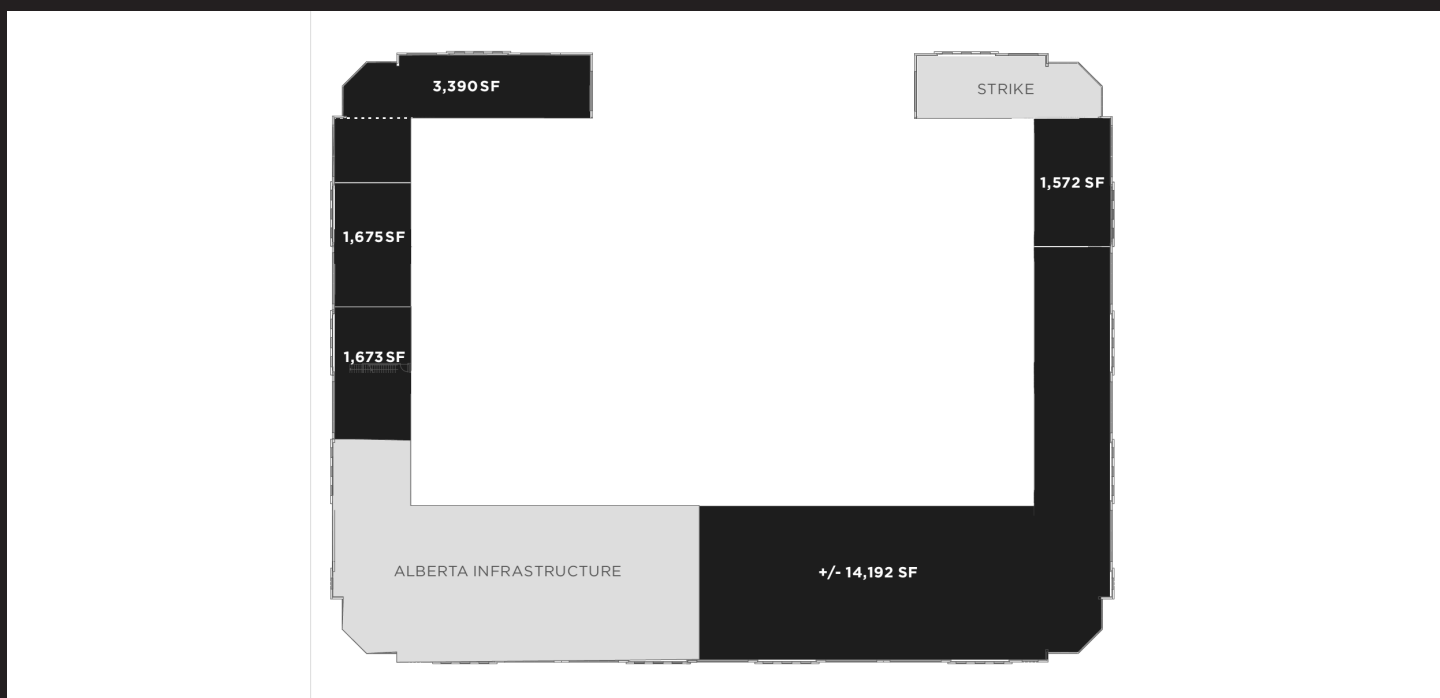 3,390 SF
STRIKE
1,572 SF
1,675 SF
1,673 SF
ALBERTA INFRASTRUCTURE
+/- 14,192 SF